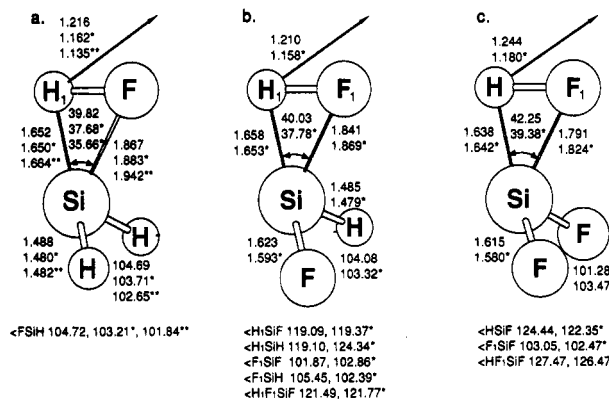 a.
1.216
1.162*
1.135**
H₁
F
39.82
37.68*
35.66**
1.652
1.650*
1.664**
1.867
1.883*
1.942**
Si
H
H
1.488
1.480*
1.482**
104.69
103.71*
102.65**
<FSiH 104.72, 103.21*, 101.84**
b.
1.210
1.158*
H₁
F₁
40.03
37.78*
1.658
1.653*
1.841
1.869*
Si
1.485
1.479*
H
1.623
1.593*
F
104.08
103.32*
<H₁SiF 119.09, 119.37*
<H₁SiH 119.10, 124.34*
<F₁SiF 101.87, 102.86*
<F₁SiH 105.45, 102.39*
<H₁F₁SiF 121.49, 121.77*
c.
1.244
1.180*
H
F₁
42.25
39.38*
1.638
1.642*
1.791
1.824*
Si
F
F
1.615
1.580*
101.28
103.47
<HSiF 124.44, 122.35*
<F₁SiF 103.05, 102.47*
<HF₁SiF 127.47, 126.47